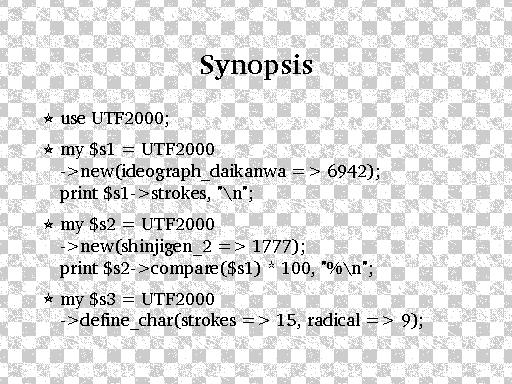 Synopsis
★ use UTF2000;
★ my $s1 = UTF2000
->new(ideograph_daikanwa => 6942);
print $s1->strokes, "\n";
★ my $s2 = UTF2000
->new(shinjigen_2 => 1777);
print $s2->compare($s1) * 100, "%\n";
★ my $s3 = UTF2000
->define_char(strokes => 15, radical => 9);